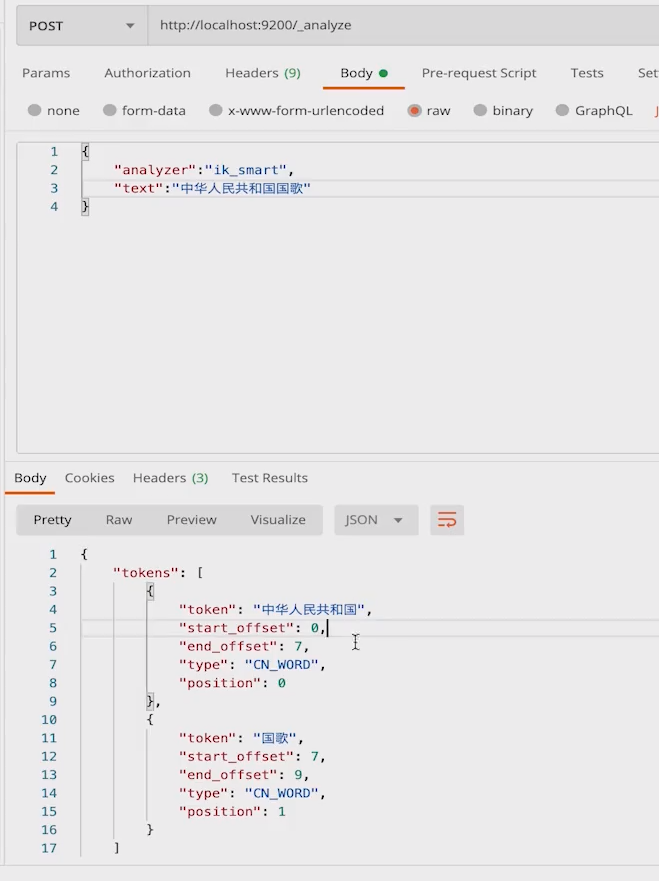 POST http://localhost:9200/_analyze
Params Authorization Headers (9) Body Pre-request Script Tests
none form-data x-www-form-urlencoded raw binary GraphQL
1 {
2 "analyzer":"ik_smart",
3 "text":"中华人民共和国国歌"
4 }
Body Cookies Headers (3) Test Results
Pretty Raw Preview Visualize JSON
1 {
2 "tokens": [
3 {
4 "token": "中华人民共和国",
5 "start_offset": 0,
6 "end_offset": 7,
7 "type": "CN_WORD",
8 "position": 0
9 },
10 {
11 "token": "国歌",
12 "start_offset": 7,
13 "end_offset": 9,
14 "type": "CN_WORD",
15 "position": 1
16 }
17 ]